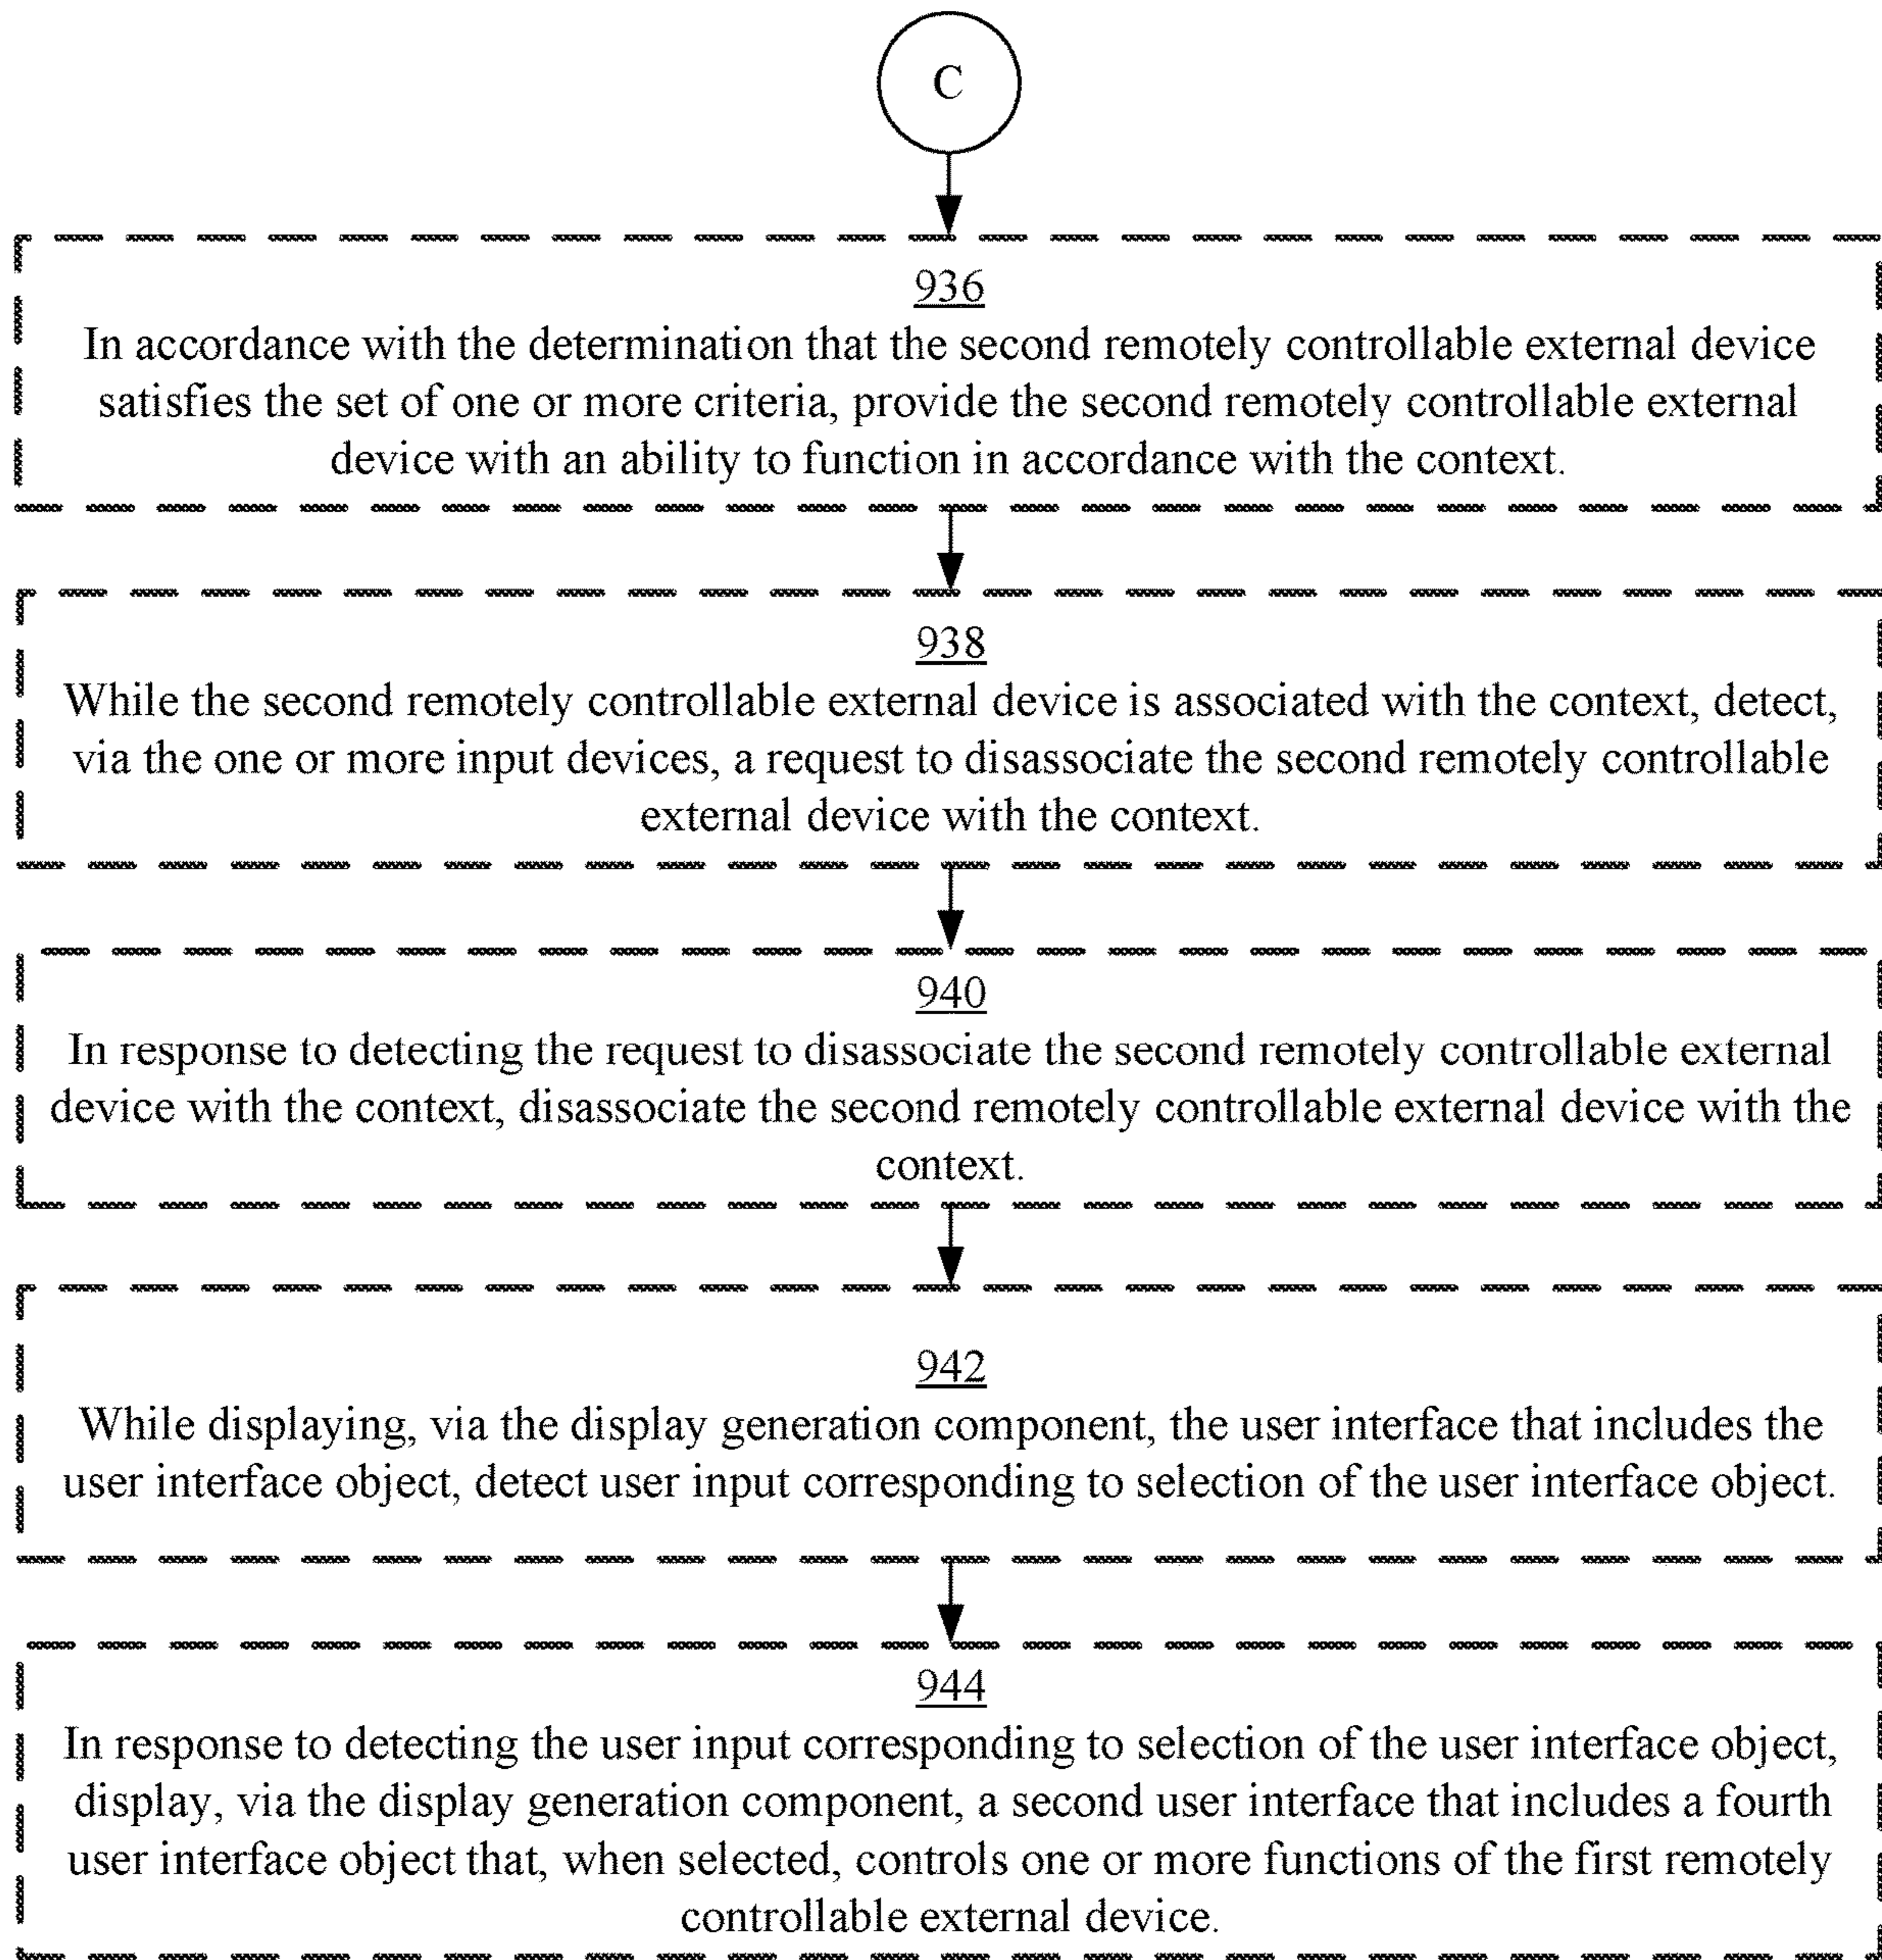 C
936
In accordance with the determination that the second remotely controllable external device
satisfies the set of one or more criteria, provide the second remotely controllable external
device with an ability to function in accordance with the context.
938
While the second remotely controllable external device is associated with the context, detect,
via the one or more input devices, a request to disassociate the second remotely controllable
external device with the context.
940
In response to detecting the request to disassociate the second remotely controllable external
device with the context, disassociate the second remotely controllable external device with the
context.
942
While displaying, via the display generation component, the user interface that includes the
user interface object, detect user input corresponding to selection of the user interface object.
944
In response to detecting the user input corresponding to selection of the user interface object,
display, via the display generation component, a second user interface that includes a fourth
user interface object that, when selected, controls one or more functions of the first remotely
controllable external device.